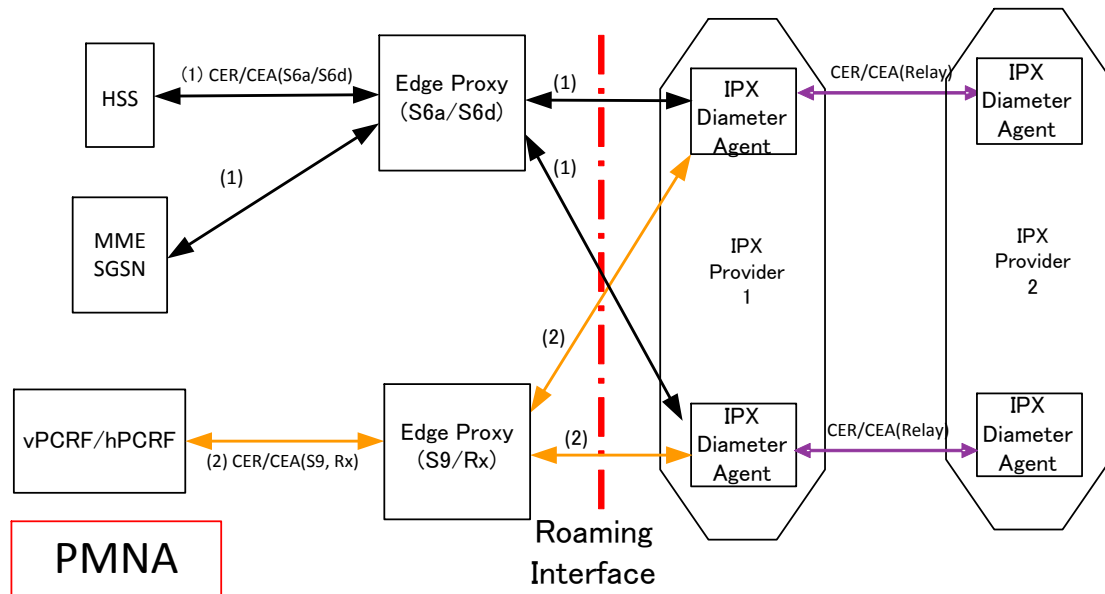 HSS
(1) CER/CEA(S6a/S6d)
Edge Proxy
(S6a/S6d)
(1)
IPX
Diameter
Agent
CER/CEA(Relay)
IPX
Diameter
Agent
(1)
(1)
MME
SGSN
IPX
Provider
1
IPX
Provider
2
(2)
vPCRF/hPCRF
(2) CER/CEA(S9, Rx)
Edge Proxy
(S9/Rx)
(2)
IPX
Diameter
Agent
CER/CEA(Relay)
IPX
Diameter
Agent
PMNA
Roaming
Interface